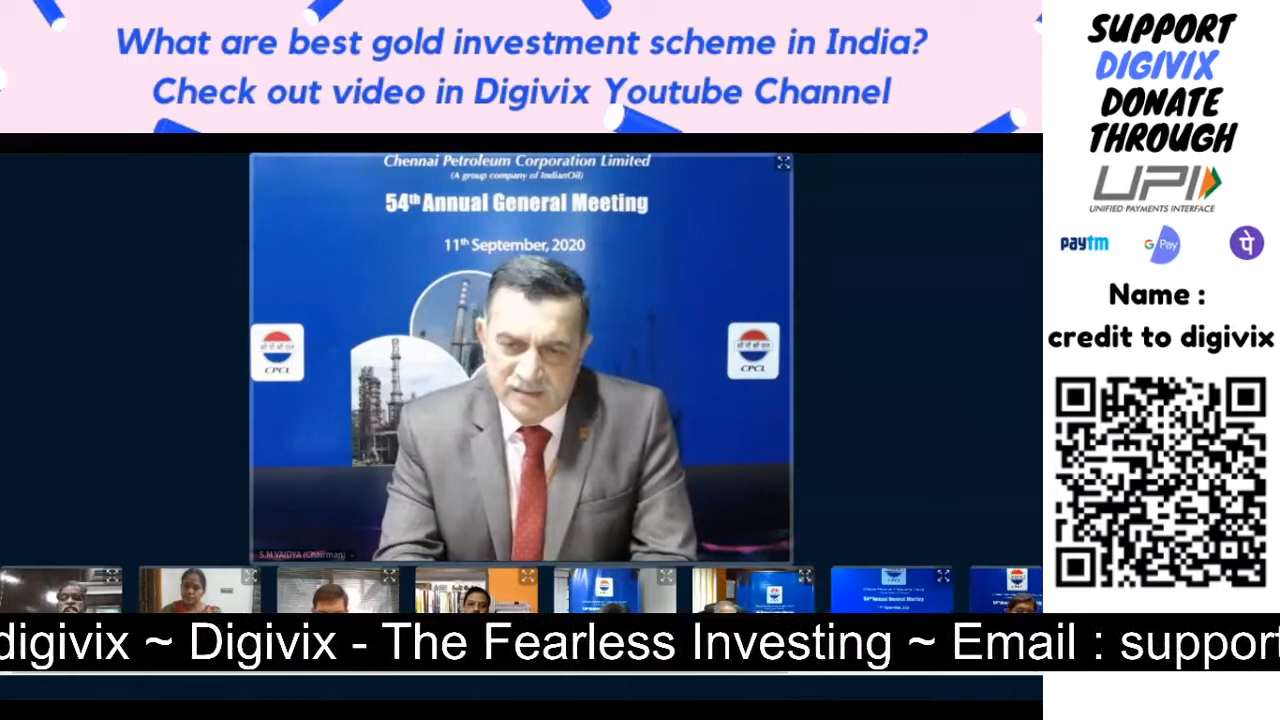 What are best gold investment scheme in India?
Check out video in Digivix Youtube Channel
SUPPORT
DIGIVIX
DONATE
THROUGH
UPI
UNIFIED PAYMENTS INTERFACE
paytm
G Pay
पे
Name :
credit to digivix
Chennai Petroleum Corporation Limited
(A group company of IndianOil)
54th Annual General Meeting
11th September, 2020
सी पी सी एल
CPCL
सी पी सी एल
CPCL
S.M.VAIDYA (Chairman)
digivix ~ Digivix - The Fearless Investing ~ Email : support